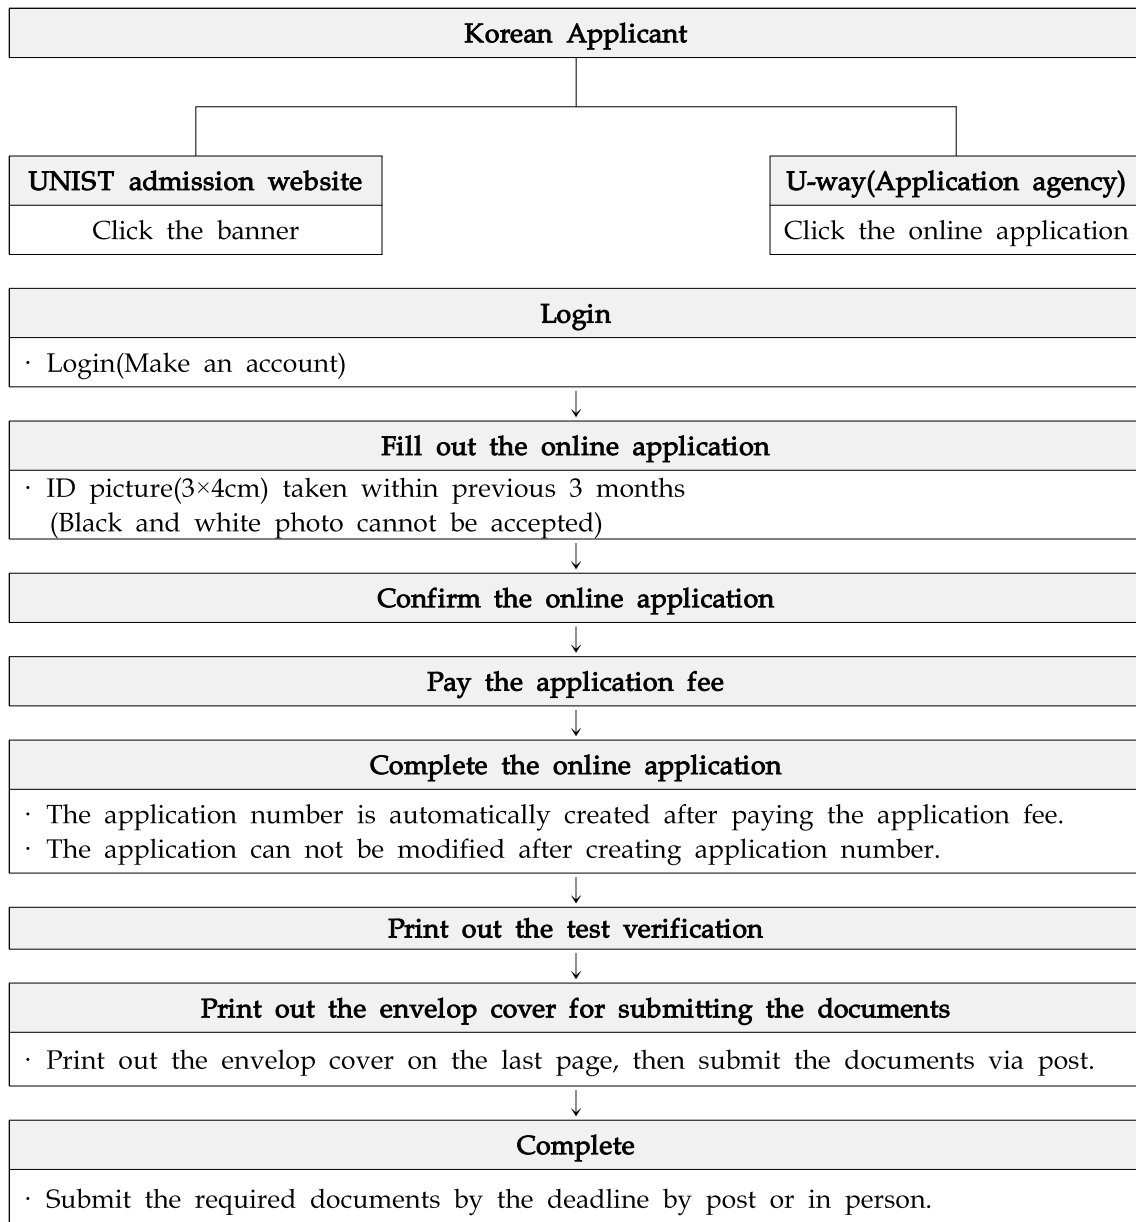 Korean Applicant
UNIST admission website
U-way(Application agency)
Click the banner
Click the online application
Login
· Login(Make an account)
↓
Fill out the online application
· ID picture(3×4cm) taken within previous 3 months
(Black and white photo cannot be accepted)
↓
Confirm the online application
↓
Pay the application fee
↓
Complete the online application
· The application number is automatically created after paying the application fee.
· The application can not be modified after creating application number.
↓
Print out the test verification
↓
Print out the envelop cover for submitting the documents
· Print out the envelop cover on the last page, then submit the documents via post.
↓
Complete
· Submit the required documents by the deadline by post or in person.